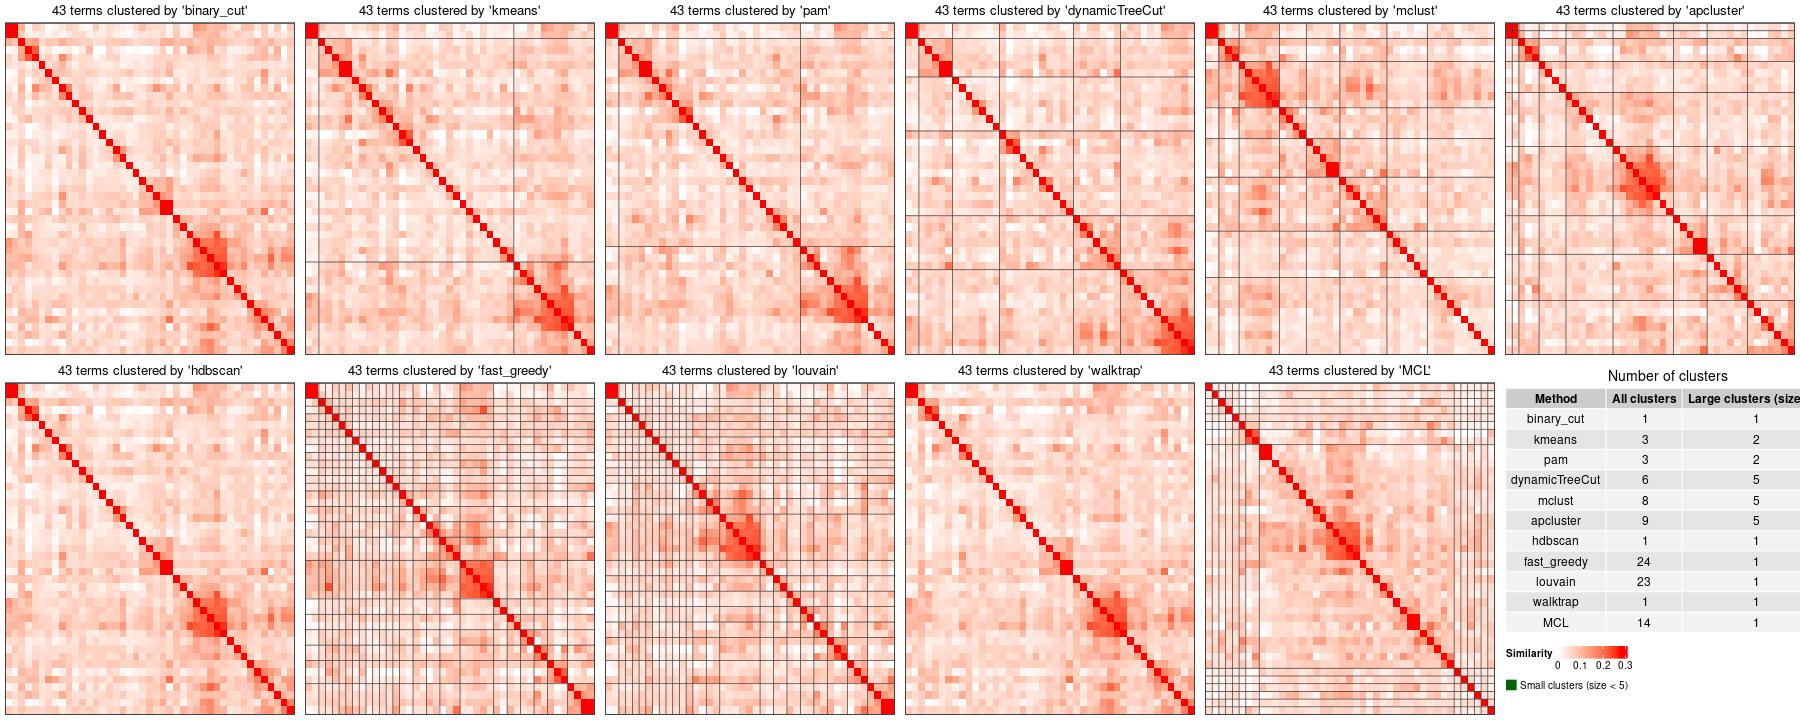 43 terms clustered by 'binary_cut'
43 terms clustered by 'kmeans'
43 terms clustered by 'pam'
43 terms clustered by 'dynamicTreeCut'
43 terms clustered by 'mclust'
43 terms clustered by 'apcluster'
43 terms clustered by 'hdbscan'
43 terms clustered by 'fast_greedy'
43 terms clustered by 'louvain'
43 terms clustered by 'walktrap'
43 terms clustered by 'MCL'
Number of clusters
Method All clusters Large clusters (size
binary_cut 1 1
kmeans 3 2
pam 3 2
dynamicTreeCut 6 5
mclust 8 5
apcluster 9 5
hdbscan 1 1
fast_greedy 24 1
louvain 23 1
walktrap 1 1
MCL 14 1
Similarity
0 0.1 0.2 0.3
Small clusters (size < 5)